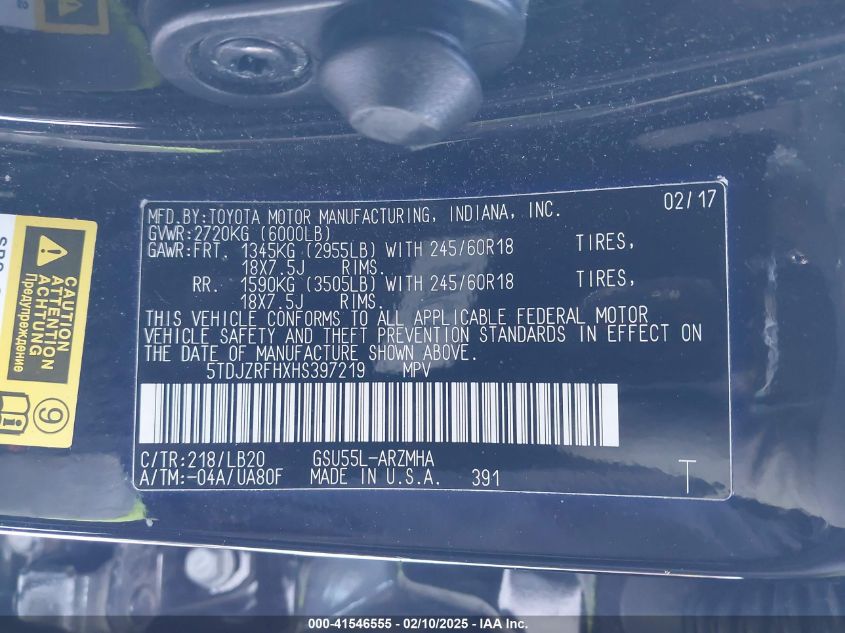 MFD.BY:TOYOTA MOTOR MANUFACTURING, INDIANA, INC. 02/17
GVWR:2720KG (6000LB)
GAWR:FRT. 1345KG (2955LB) WITH 245/60R18 TIRES,
18X7.5J RIMS.
RR. 1590KG (3505LB) WITH 245/60R18 TIRES,
18X7.5J RIMS.
THIS VEHICLE CONFORMS TO ALL APPLICABLE FEDERAL MOTOR
VEHICLE SAFETY AND THEFT PREVENTION STANDARDS IN EFFECT ON
THE DATE OF MANUFACTURE SHOWN ABOVE.
5TDJZRFHXHS397219 MPV
C/TR:218/LB20 GSU55L-ARZMHA
A/TM:-04A/UA80F MADE IN U.S.A. 391 T
CAUTION
ATTENTION
ACHTUNG
Предупреждение
9
000-41546555 — 02/10/2025 — IAA Inc.